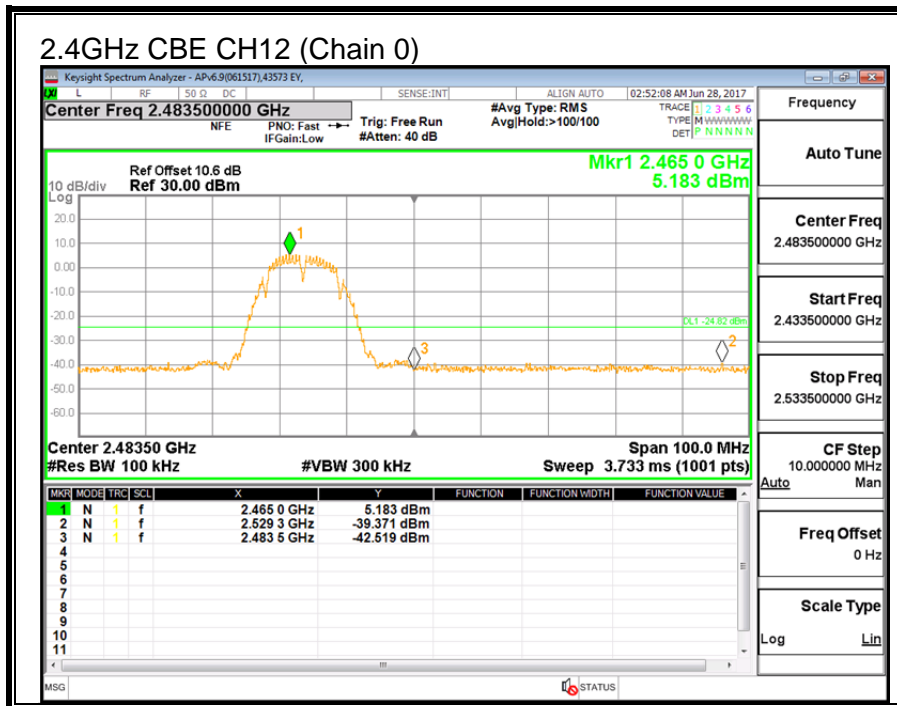 2.4GHz CBE CH12 (Chain 0)
Keysight Spectrum Analyzer - APv6.9(061517),43573 EY,
LXI L RF 50 Ω DC SENSE:INT ALIGN AUTO 02:52:08 AM Jun 28, 2017
Center Freq 2.483500000 GHz
NFE
PNO: Fast
IFGain:Low
Trig: Free Run
#Atten: 40 dB
#Avg Type: RMS
Avg|Hold:>100/100
TRACE 1 2 3 4 5 6
TYPE M W W W W W
DET P N N N N N
Mkr1 2.465 0 GHz
5.183 dBm
Ref Offset 10.6 dB
10 dB/div Ref 30.00 dBm
Log
20.0
10.0
0.00
-10.0
-20.0
-30.0
-40.0
-50.0
-60.0
1
DL1 -24.82 dBm
2
3
Center 2.48350 GHz Span 100.0 MHz
#Res BW 100 kHz #VBW 300 kHz Sweep 3.733 ms (1001 pts)
MKR MODE TRC SCL X Y FUNCTION FUNCTION WIDTH FUNCTION VALUE
1 N 1 f 2.465 0 GHz 5.183 dBm
2 N 1 f 2.529 3 GHz -39.371 dBm
3 N 1 f 2.483 5 GHz -42.519 dBm
4
5
6
7
8
9
10
11
MSG STATUS
Frequency
Auto Tune
Center Freq
2.483500000 GHz
Start Freq
2.433500000 GHz
Stop Freq
2.533500000 GHz
CF Step
10.000000 MHz
Auto Man
Freq Offset
0 Hz
Scale Type
Log Lin